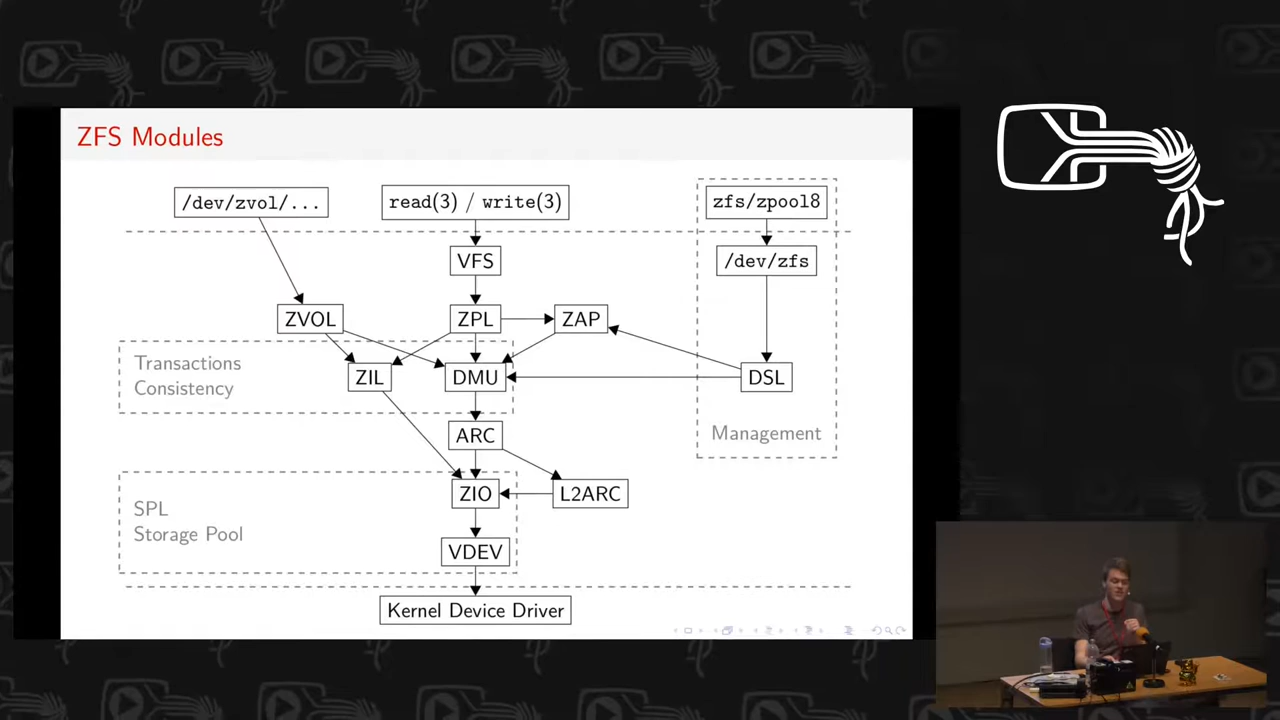 ZFS Modules
/dev/zvol/...
read(3) / write(3)
zfs/zpool8
VFS
/dev/zfs
ZVOL
ZPL
ZAP
Transactions
Consistency
ZIL
DMU
DSL
ARC
Management
SPL
Storage Pool
ZIO
L2ARC
VDEV
Kernel Device Driver